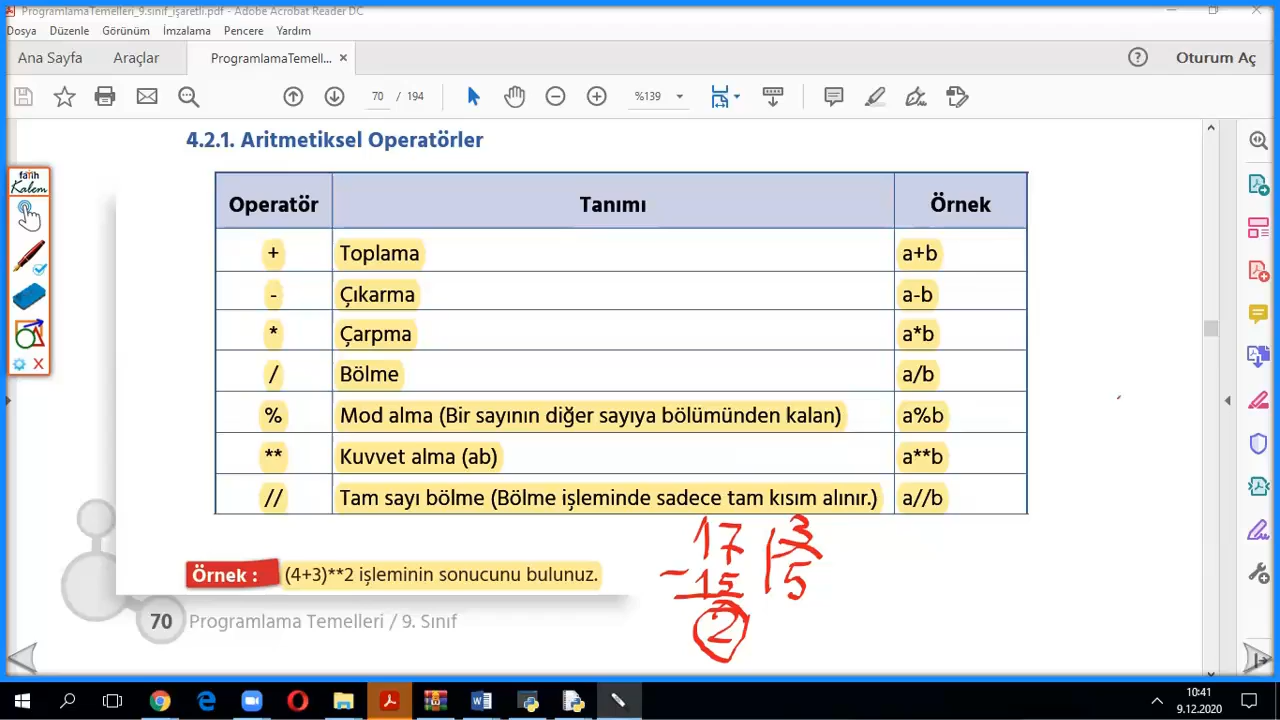 ProgramlamaTemelleri_9.sınıf_işaretli.pdf - Adobe Acrobat Reader DC
Dosya Düzenle Görünüm İmzalama Pencere Yardım
Ana Sayfa Araçlar ProgramlamaTemell... × ? Oturum Aç
70 / 194 %139
4.2.1. Aritmetiksel Operatörler
fatih
Kalem
Operatör Tanımı Örnek
+ Toplama a+b
- Çıkarma a-b
* Çarpma a*b
/ Bölme a/b
% Mod alma (Bir sayının diğer sayıya bölümünden kalan) a%b
** Kuvvet alma (ab) a**b
// Tam sayı bölme (Bölme işleminde sadece tam kısım alınır.) a//b
17 3
Örnek : (4+3)**2 işleminin sonucunu bulunuz.
-15 5
2
70 Programlama Temelleri / 9. Sınıf
10:41
9.12.2020